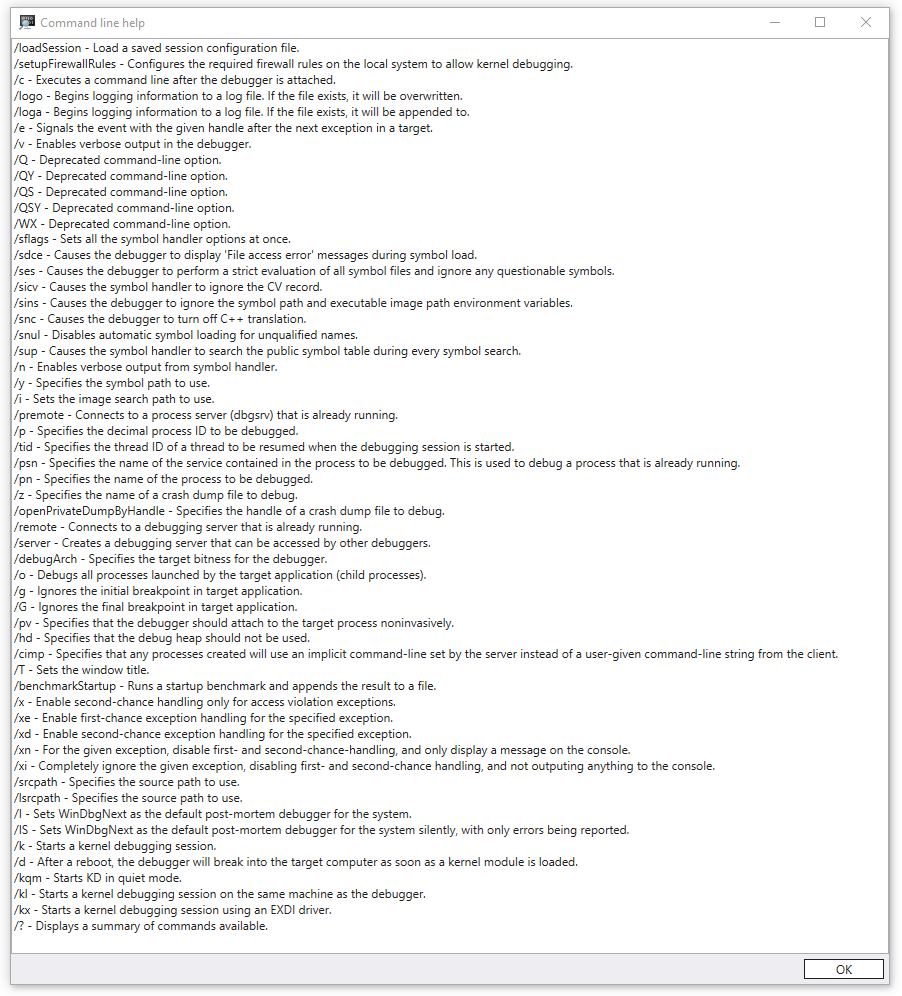 Command line help
/loadSession - Load a saved session configuration file.
/setupFirewallRules - Configures the required firewall rules on the local system to allow kernel debugging.
/c - Executes a command line after the debugger is attached.
/logo - Begins logging information to a log file. If the file exists, it will be overwritten.
/loga - Begins logging information to a log file. If the file exists, it will be appended to.
/e - Signals the event with the given handle after the next exception in a target.
/v - Enables verbose output in the debugger.
/Q - Deprecated command-line option.
/QY - Deprecated command-line option.
/QS - Deprecated command-line option.
/QSY - Deprecated command-line option.
/WX - Deprecated command-line option.
/sflags - Sets all the symbol handler options at once.
/sdce - Causes the debugger to display 'File access error' messages during symbol load.
/ses - Causes the debugger to perform a strict evaluation of all symbol files and ignore any questionable symbols.
/sicv - Causes the symbol handler to ignore the CV record.
/sins - Causes the debugger to ignore the symbol path and executable image path environment variables.
/snc - Causes the debugger to turn off C++ translation.
/snul - Disables automatic symbol loading for unqualified names.
/sup - Causes the symbol handler to search the public symbol table during every symbol search.
/n - Enables verbose output from symbol handler.
/y - Specifies the symbol path to use.
/i - Sets the image search path to use.
/premote - Connects to a process server (dbgsrv) that is already running.
/p - Specifies the decimal process ID to be debugged.
/tid - Specifies the thread ID of a thread to be resumed when the debugging session is started.
/psn - Specifies the name of the service contained in the process to be debugged. This is used to debug a process that is already running.
/pn - Specifies the name of the process to be debugged.
/z - Specifies the name of a crash dump file to debug.
/openPrivateDumpByHandle - Specifies the handle of a crash dump file to debug.
/remote - Connects to a debugging server that is already running.
/server - Creates a debugging server that can be accessed by other debuggers.
/debugArch - Specifies the target bitness for the debugger.
/o - Debugs all processes launched by the target application (child processes).
/g - Ignores the initial breakpoint in target application.
/G - Ignores the final breakpoint in target application.
/pv - Specifies that the debugger should attach to the target process noninvasively.
/hd - Specifies that the debug heap should not be used.
/cimp - Specifies that any processes created will use an implicit command-line set by the server instead of a user-given command-line string from the client.
/T - Sets the window title.
/benchmarkStartup - Runs a startup benchmark and appends the result to a file.
/x - Enable second-chance handling only for access violation exceptions.
/xe - Enable first-chance exception handling for the specified exception.
/xd - Enable second-chance exception handling for the specified exception.
/xn - For the given exception, disable first- and second-chance-handling, and only display a message on the console.
/xi - Completely ignore the given exception, disabling first- and second-chance handling, and not outputing anything to the console.
/srcpath - Specifies the source path to use.
/lsrcpath - Specifies the source path to use.
/I - Sets WinDbgNext as the default post-mortem debugger for the system.
/IS - Sets WinDbgNext as the default post-mortem debugger for the system silently, with only errors being reported.
/k - Starts a kernel debugging session.
/d - After a reboot, the debugger will break into the target computer as soon as a kernel module is loaded.
/kqm - Starts KD in quiet mode.
/kl - Starts a kernel debugging session on the same machine as the debugger.
/kx - Starts a kernel debugging session using an EXDI driver.
/? - Displays a summary of commands available.
OK